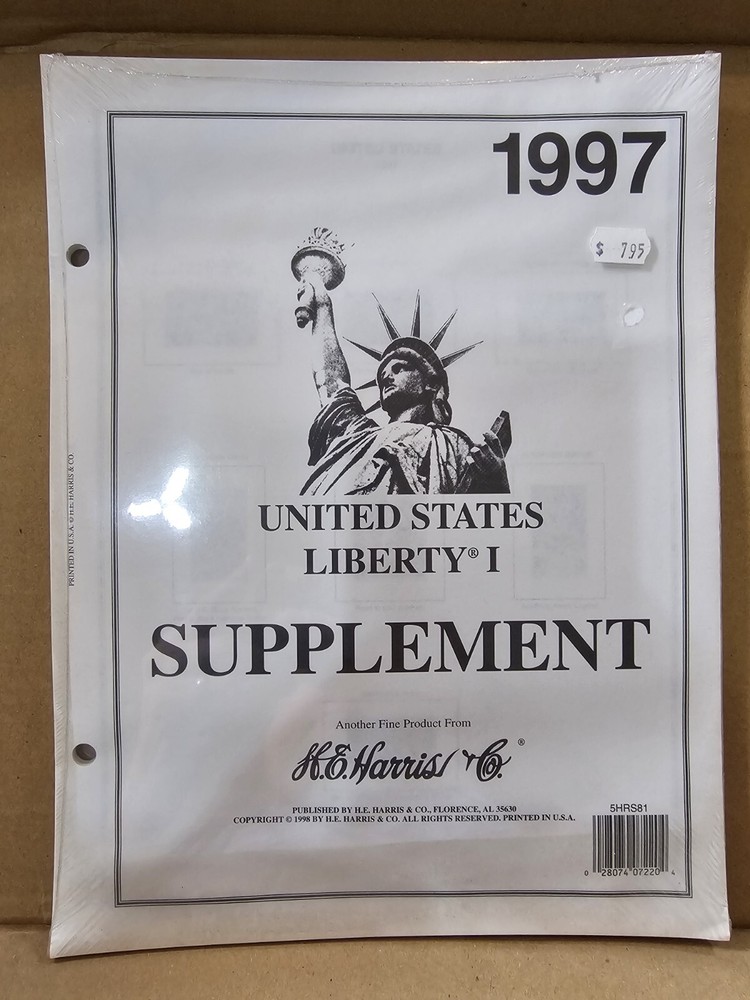 1997
$ 7.95
PRINTED IN U.S.A. © H.E. HARRIS & CO.
UNITED STATES
LIBERTY® I
SUPPLEMENT
Another Fine Product From
H.E. Harris & Co.®
PUBLISHED BY H.E. HARRIS & CO., FLORENCE, AL 35630
COPYRIGHT © 1998 BY H.E. HARRIS & CO. ALL RIGHTS RESERVED. PRINTED IN U.S.A.
5HRS81
0 28074 07220 4